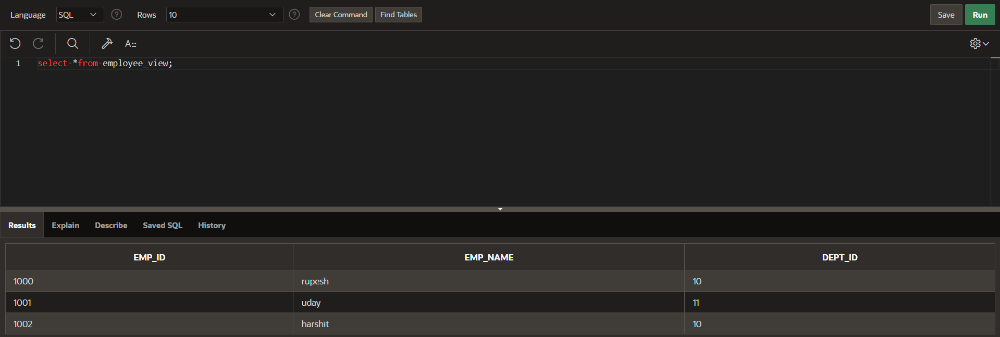 Language SQL ? Rows 10 ? Clear Command Find Tables Save Run
A::
1 select *from employee_view;
Results Explain Describe Saved SQL History
EMP_ID EMP_NAME DEPT_ID
1000 rupesh 10
1001 uday 11
1002 harshit 10